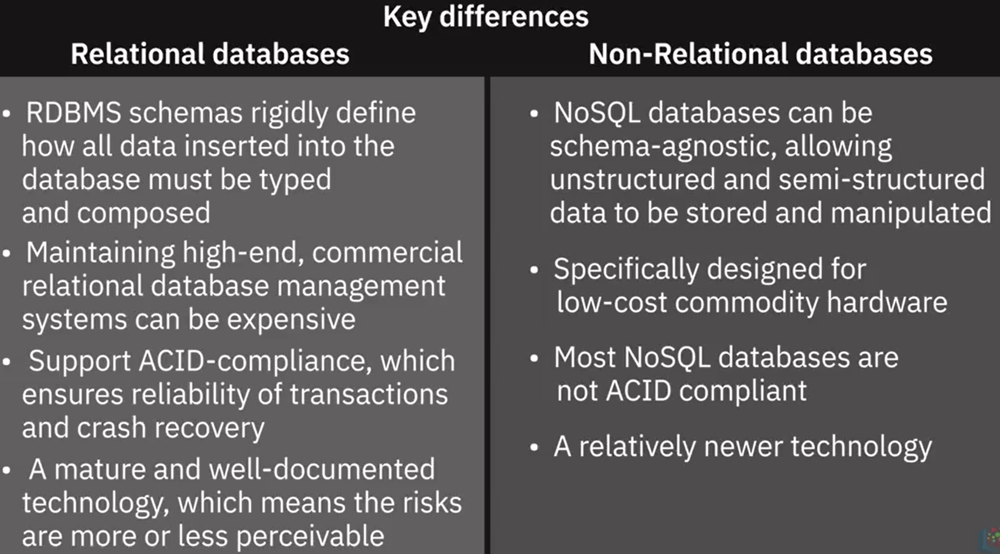 Key differences
Relational databases
Non-Relational databases
• RDBMS schemas rigidly define
how all data inserted into the
database must be typed
and composed
• Maintaining high-end, commercial
relational database management
systems can be expensive
• Support ACID-compliance, which
ensures reliability of transactions
and crash recovery
• A mature and well-documented
technology, which means the risks
are more or less perceivable
• NoSQL databases can be
schema-agnostic, allowing
unstructured and semi-structured
data to be stored and manipulated
• Specifically designed for
low-cost commodity hardware
• Most NoSQL databases are
not ACID compliant
• A relatively newer technology